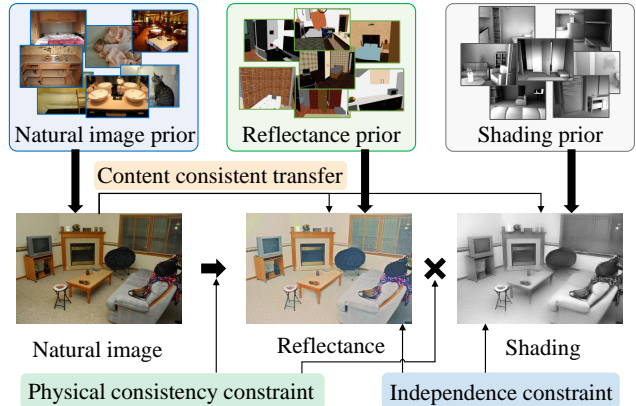 Natural image prior
Reflectance prior
Shading prior
Content consistent transfer
Natural image
Reflectance
Shading
Physical consistency constraint
Independence constraint